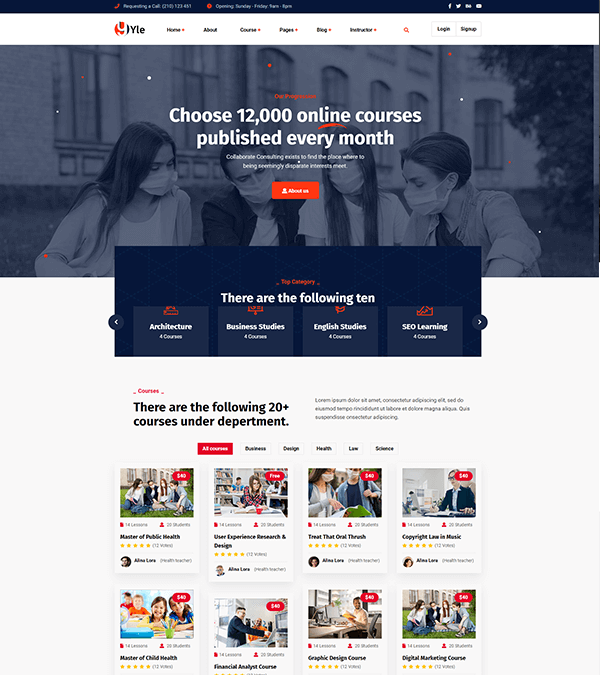 Requesting a Call: (210) 123-451
Opening: Sunday - Friday: 9am - 8pm
Yle
Home
About
Course
Pages
Blog
Instructor
Login
Signup
Our Programs
Choose 12,000 online courses
published every month
Collaborate Consulting exists to find the place where to
being seemingly disparate interests meet.
About us
_ Top Category _
There are the following ten
Architecture
4 Courses
Business Studies
4 Courses
English Studies
4 Courses
SEO Learning
4 Courses
_ Courses _
There are the following 20+
courses under depertment.
Lorem ipsum dolor sit amet, consectetur adipiscing elit, sed do
eiusmod tempo rincididunt ut labore et dolore magna aliqua. Quis
suspendisse onsectetur adipiscing.
All courses
Business
Design
Health
Law
Science
$40
14 Lessons
20 Students
Master of Public Health
(12 Votes)
Alina Lora
(Health teacher)
Free
14 Lessons
20 Students
User Experience Research &
Design
(12 Votes)
Alina Lora
(Health teacher)
$40
14 Lessons
20 Students
Treat That Oral Thrush
(12 Votes)
Alina Lora
(Health teacher)
$40
14 Lessons
20 Students
Copyright Law in Music
(12 Votes)
Alina Lora
(Health teacher)
$40
14 Lessons
20 Students
Master of Child Health
(12 Votes)
$40
14 Lessons
20 Students
Financial Analyst Course
$40
14 Lessons
20 Students
Graphic Design Course
(12 Votes)
$40
14 Lessons
20 Students
Digital Marketing Course
(12 Votes)